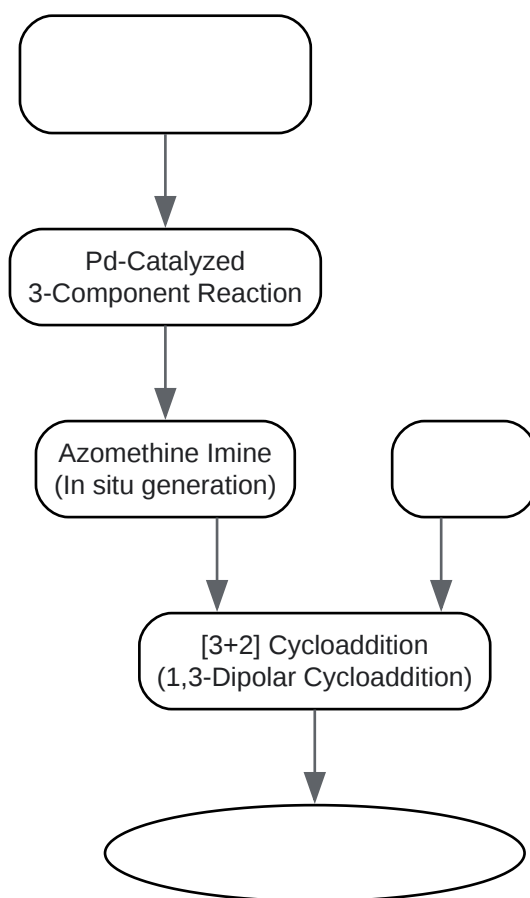 Pd-Catalyzed
3-Component Reaction
Azomethine Imine
(In situ generation)
[3+2] Cycloaddition
(1,3-Dipolar Cycloaddition)